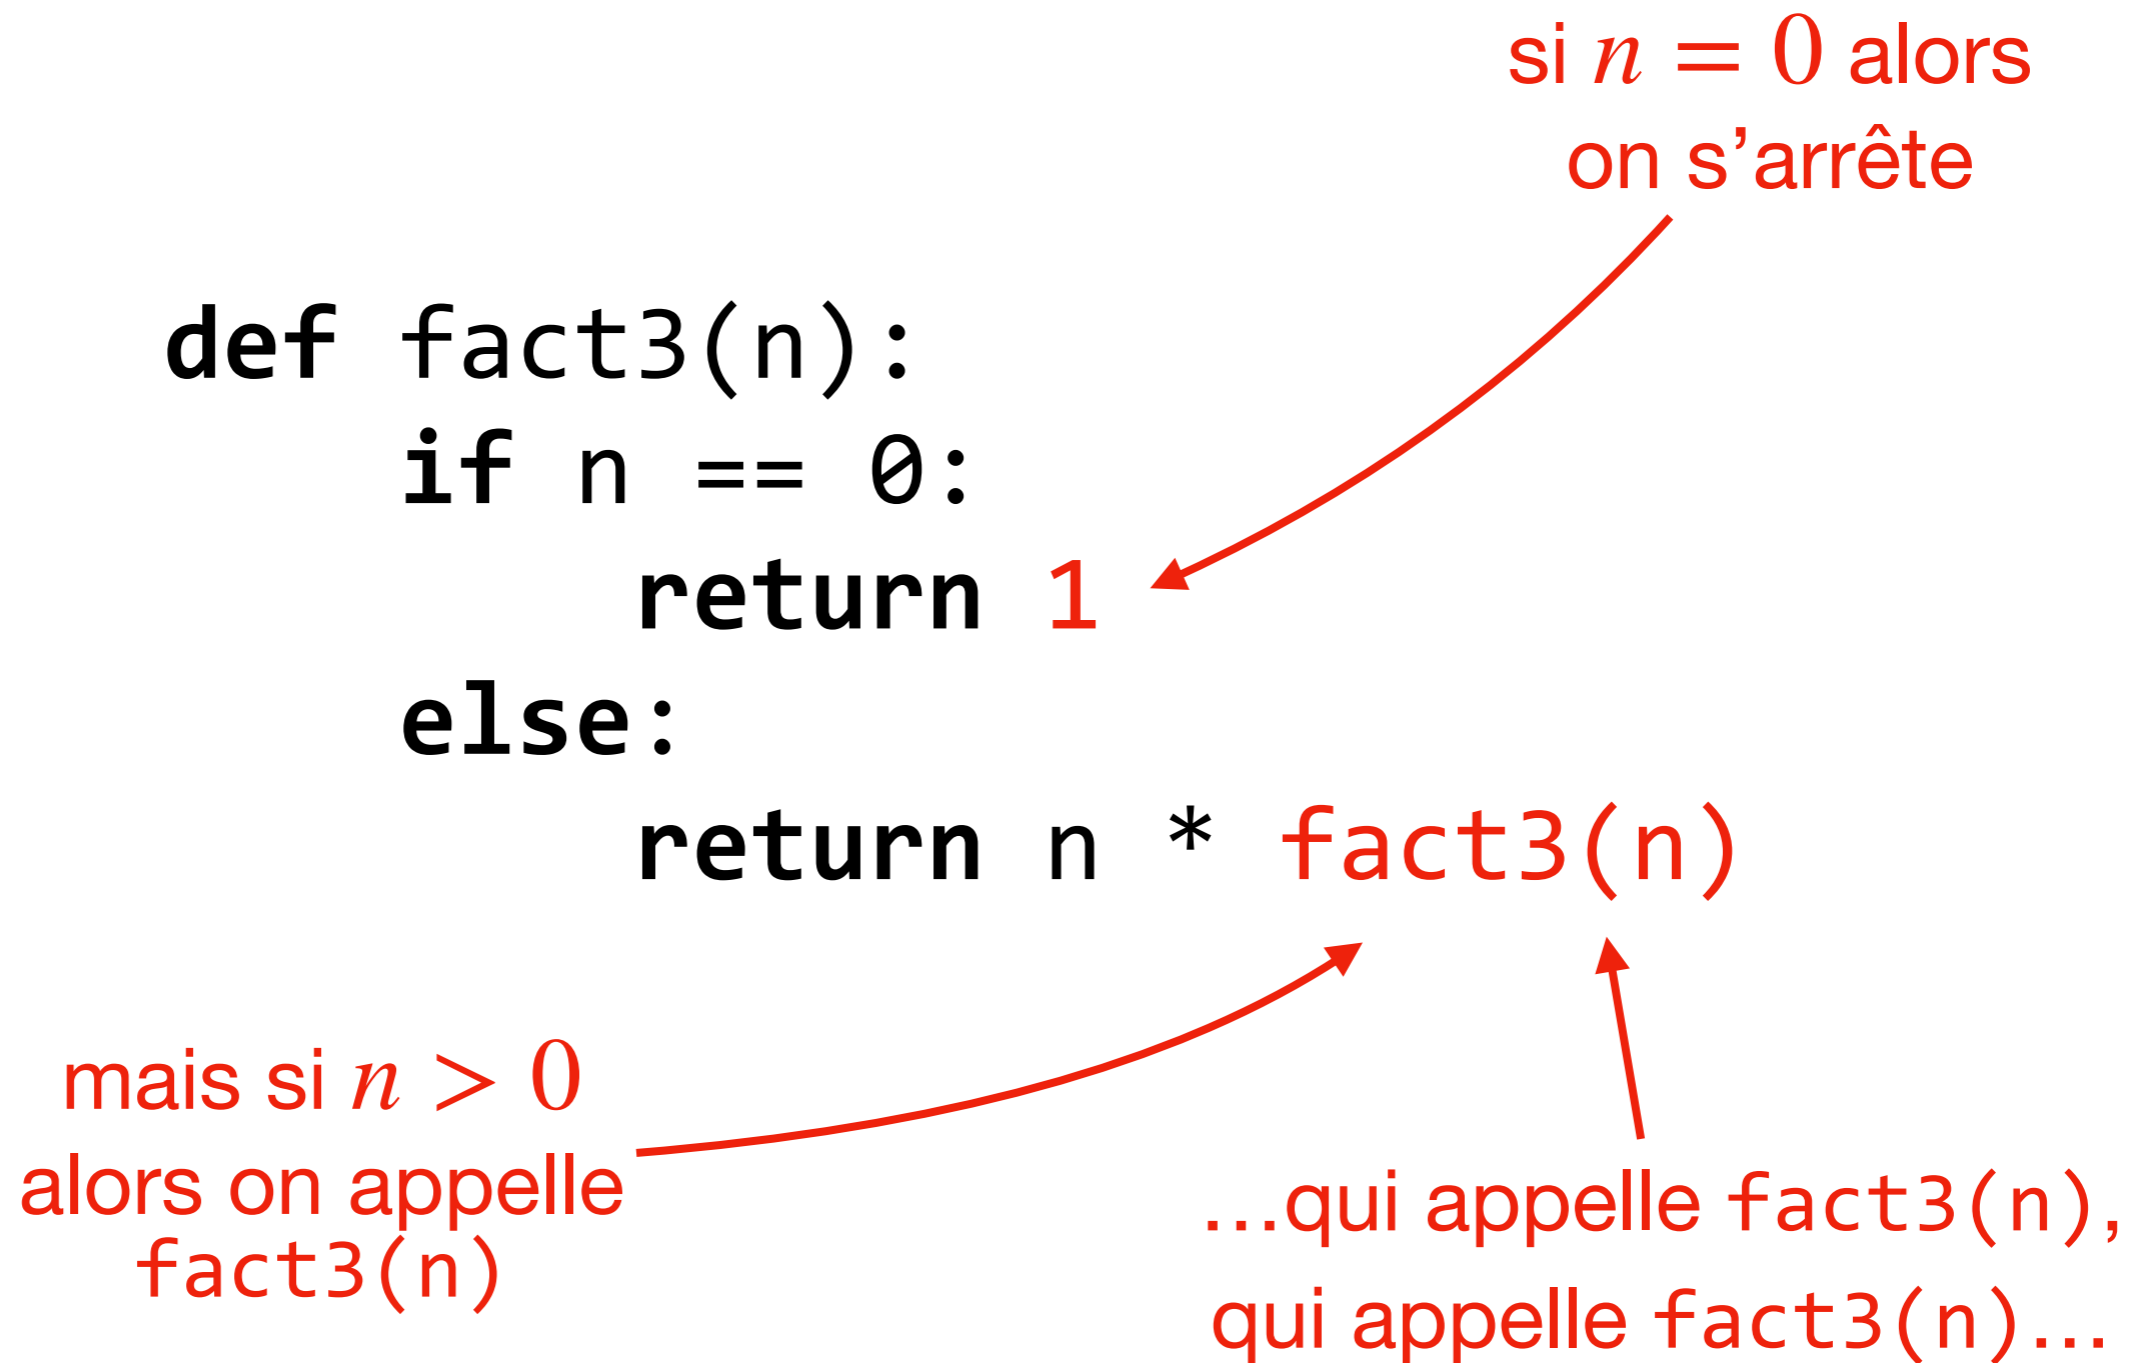 si n = 0 alors
on s’arrête
def fact3(n):
    if n == 0:
        return 1
    else:
        return n * fact3(n)
mais si n > 0
alors on appelle
fact3(n)
…qui appelle fact3(n),
qui appelle fact3(n)…